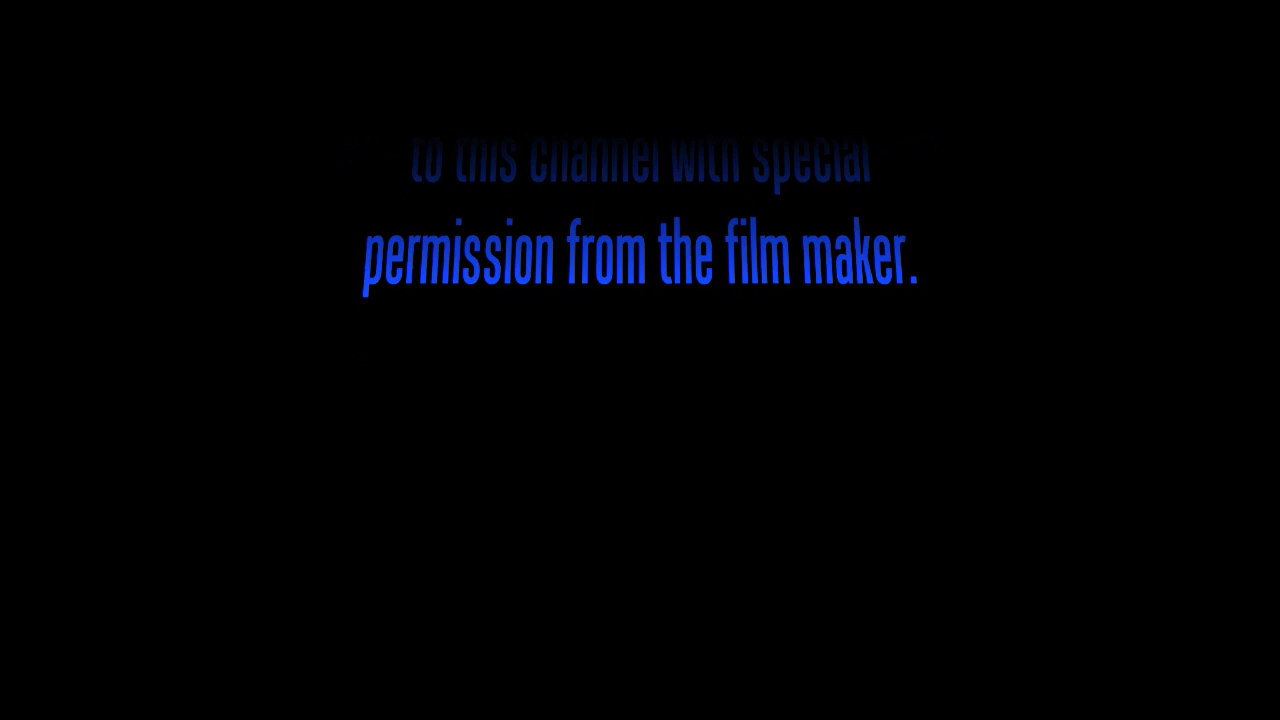 to this channel with special
permission from the film maker.